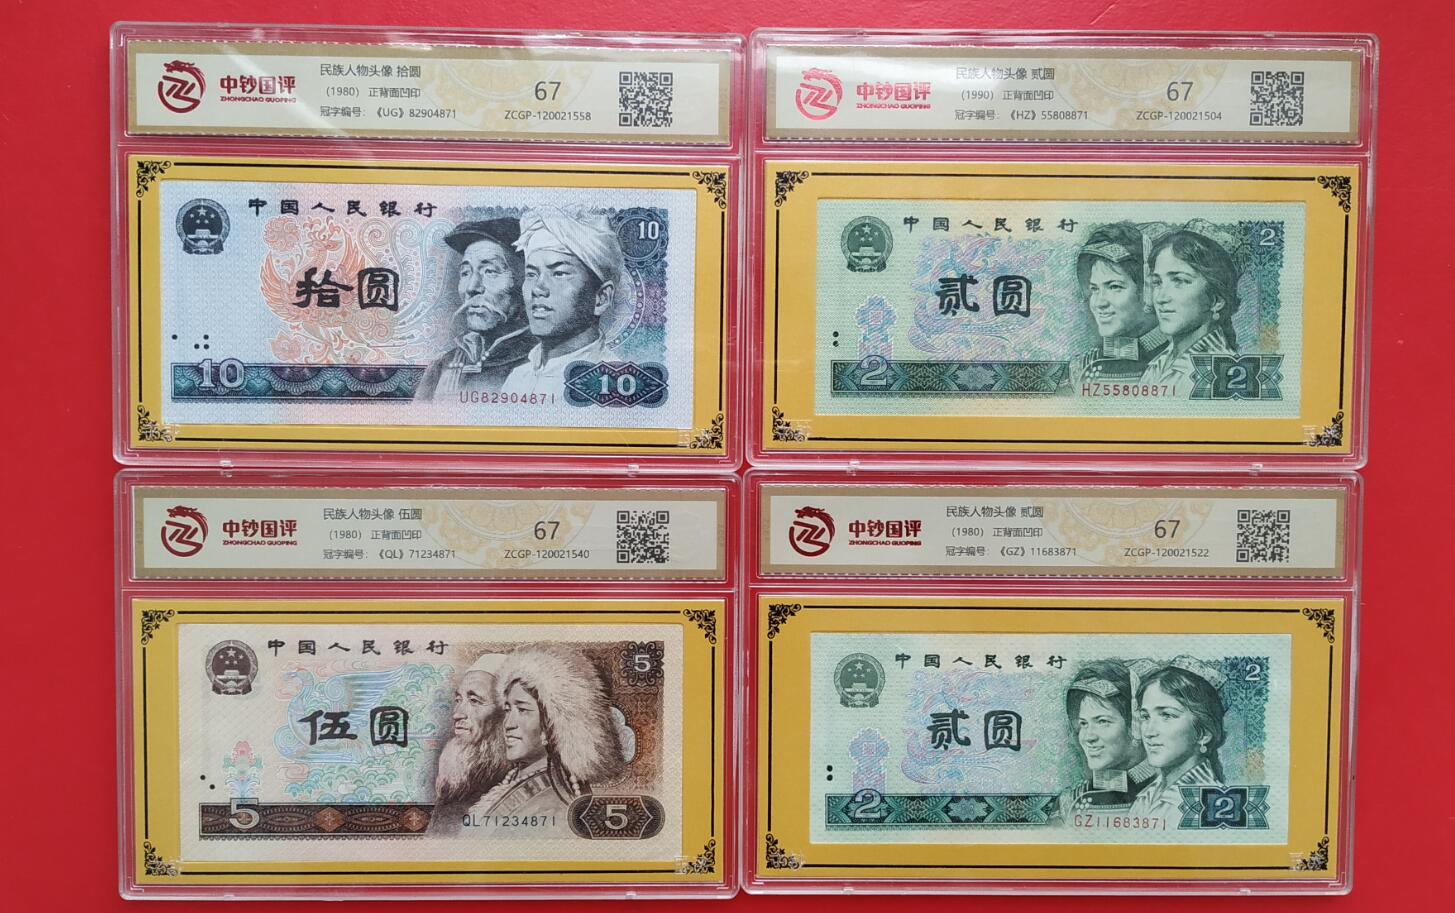 中钞国评
ZHONGCHAO GUOPING
民族人物头像 拾圆
（1980） 正背面凹印
冠字编号：《UG》82904871
67
ZCGP-120021558
中国人民银行
10
拾圆
10
UG82904871
10
中钞国评
ZHONGCHAO GUOPING
民族人物头像 贰圆
（1990） 正背面凹印
冠字编号：《HZ》55808871
67
ZCGP-120021504
中国人民银行
2
贰圆
2
HZ55808871
2
中钞国评
ZHONGCHAO GUOPING
民族人物头像 伍圆
（1980） 正背面凹印
冠字编号：《QL》71234871
67
ZCGP-120021540
中国人民银行
5
伍圆
5
QL71234871
5
中钞国评
ZHONGCHAO GUOPING
民族人物头像 贰圆
（1980） 正背面凹印
冠字编号：《GZ》11683871
67
ZCGP-120021522
中国人民银行
2
贰圆
2
GZ11683871
2